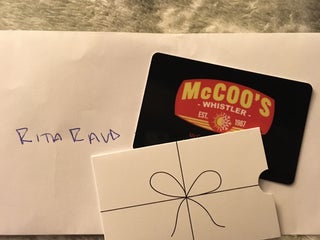 McCOO'S
WHISTLER
EST. 1987
RITA RAUD